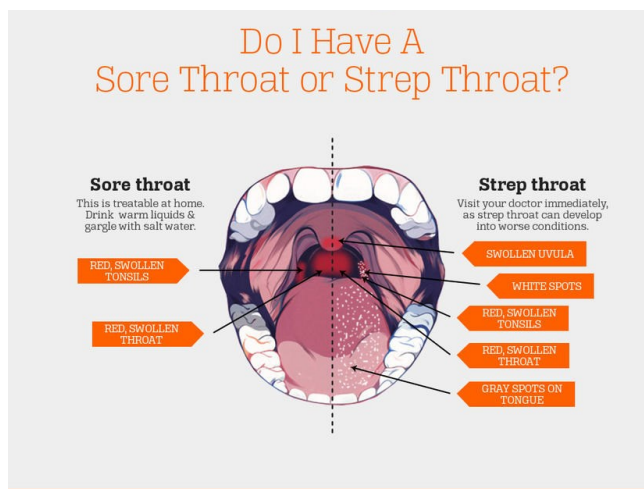 Do I Have A
Sore Throat or Strep Throat?
Sore throat
This is treatable at home.
Drink warm liquids &
gargle with salt water.
RED, SWOLLEN
TONSILS
RED, SWOLLEN
THROAT
Strep throat
Visit your doctor immediately,
as strep throat can develop
into worse conditions.
SWOLLEN UVULA
WHITE SPOTS
RED, SWOLLEN
TONSILS
RED, SWOLLEN
THROAT
GRAY SPOTS ON
TONGUE